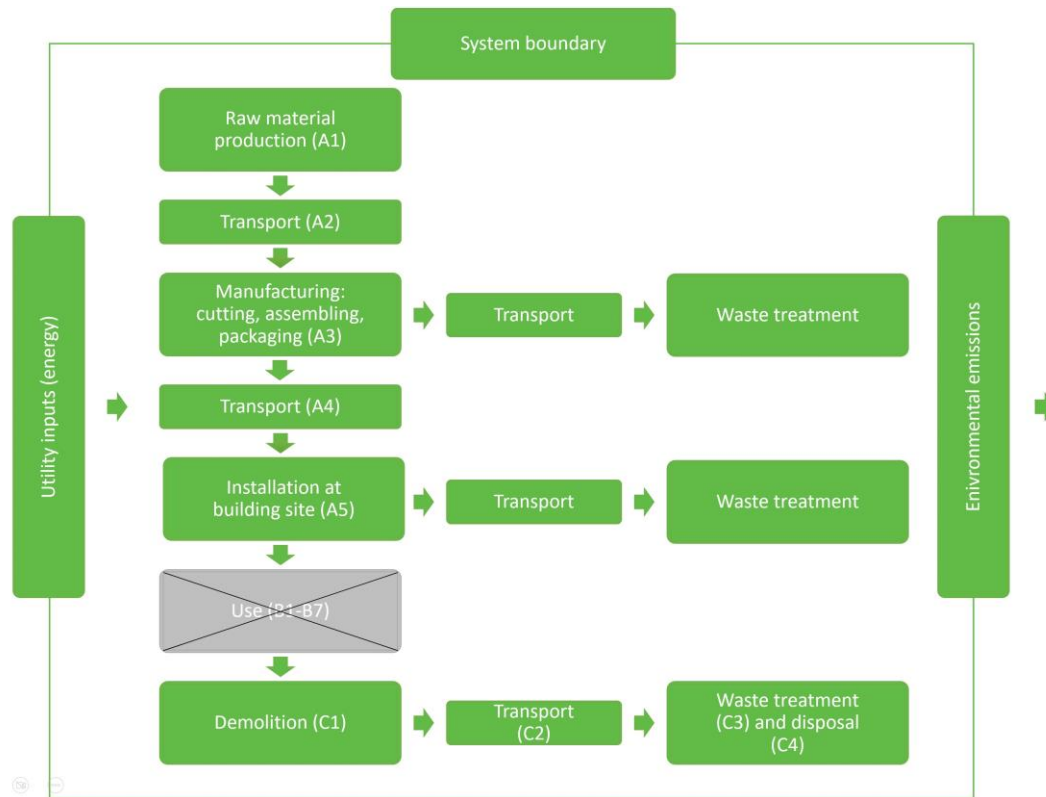 System boundary
Raw material
production (A1)
Transport (A2)
Manufacturing:
cutting, assembling,
packaging (A3)
Transport
Waste treatment
Transport (A4)
Installation at
building site (A5)
Transport
Waste treatment
Use (B1-B7)
Demolition (C1)
Transport
(C2)
Waste treatment
(C3) and disposal
(C4)
Utility inputs (energy)
Enivronmental emissions